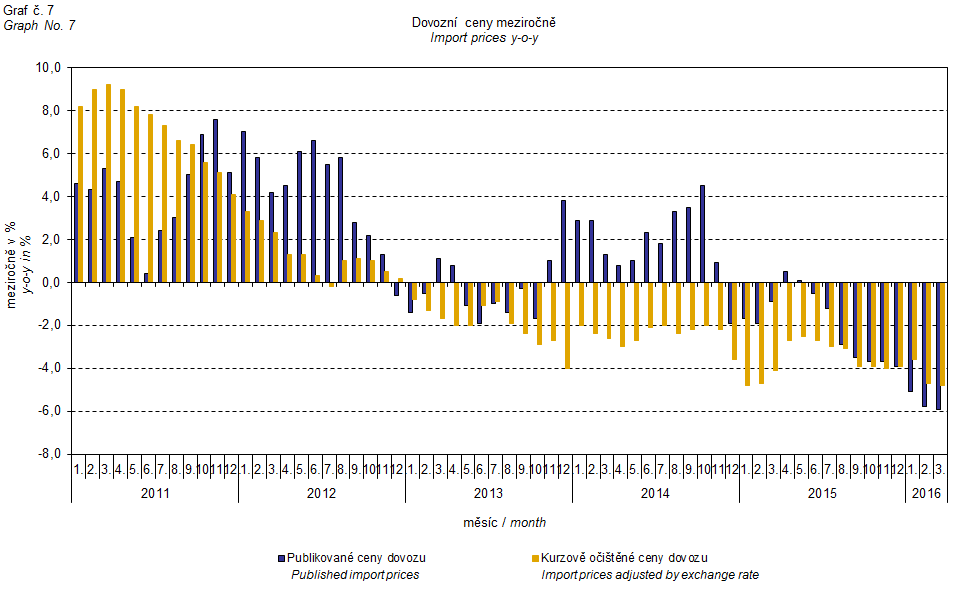 Graf č. 7
Graph No. 7
Dovozní ceny meziročně
Import prices y-o-y
meziročně v %
y-o-y in %
10,0
8,0
6,0
4,0
2,0
0,0
-2,0
-4,0
-6,0
-8,0
1. 2. 3. 4. 5. 6. 7. 8. 9. 10 11 12 1. 2. 3. 4. 5. 6. 7. 8. 9. 10 11 12 1. 2. 3. 4. 5. 6. 7. 8. 9. 10 11 12 1. 2. 3. 4. 5. 6. 7. 8. 9. 10 11 12 1. 2. 3. 4. 5. 6. 7. 8. 9. 10 11 12 1. 2. 3.
2011 2012 2013 2014 2015 2016
měsíc / month
Publikované ceny dovozu Kurzově očištěné ceny dovozu
Published import prices Import prices adjusted by exchange rate